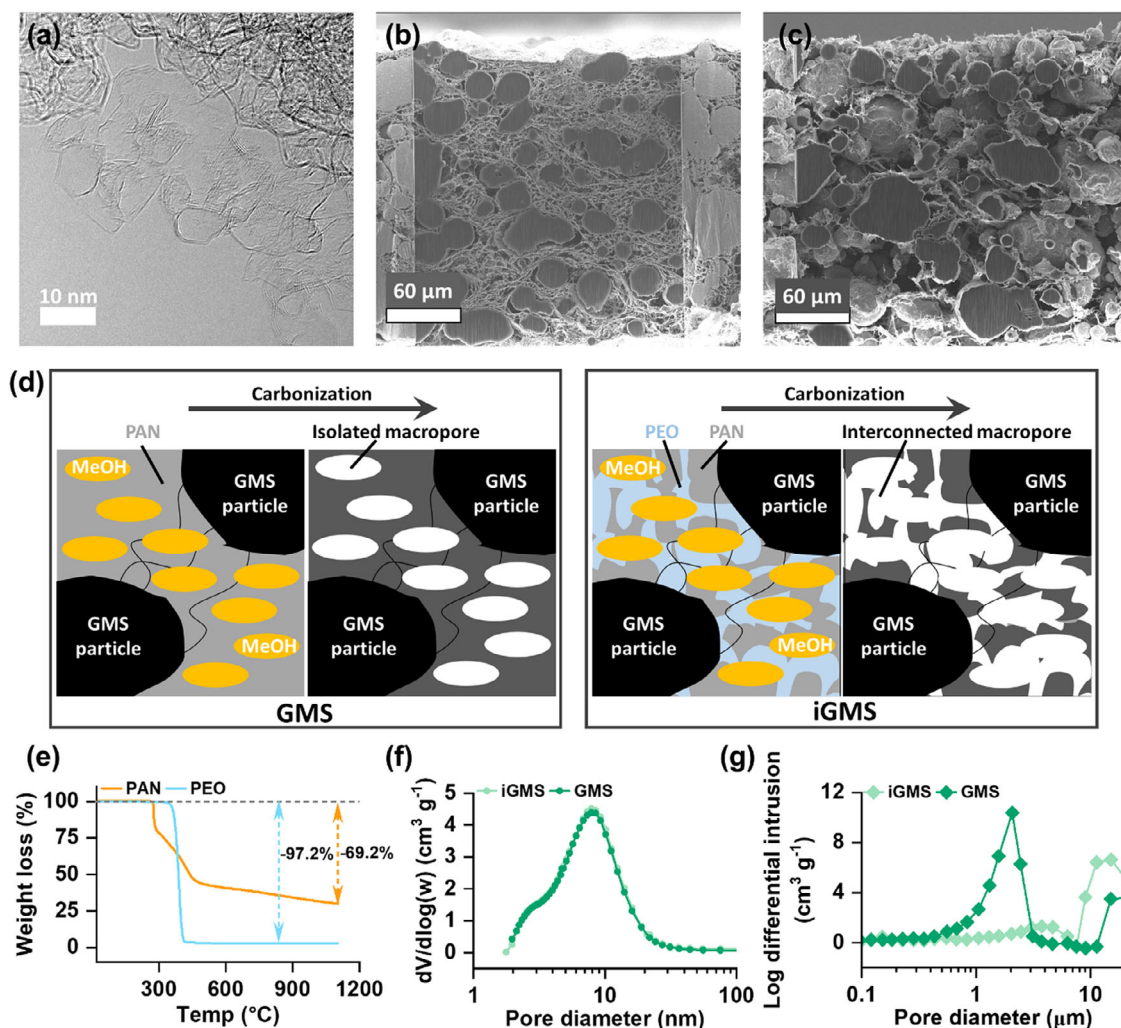 (a)
10 nm
(b)
60 μm
(c)
60 μm
(d)
Carbonization
PAN
Isolated macropore
MeOH
GMS
particle
GMS
particle
MeOH
GMS
particle
GMS
particle
GMS
Carbonization
PEO
PAN
Interconnected macropore
MeOH
GMS
particle
GMS
particle
MeOH
GMS
particle
GMS
particle
iGMS
(e)
PAN PEO
Weight loss (%)
100
75
50
25
0
-97.2%
-69.2%
300 600 900 1200
Temp (°C)
(f)
iGMS GMS
dV/dlog(w) (cm³ g⁻¹)
5
4
3
2
1
0
1 10 100
Pore diameter (nm)
(g)
iGMS GMS
Log differential intrusion
(cm³ g⁻¹)
12
8
4
0
0.1 1 10
Pore diameter (μm)